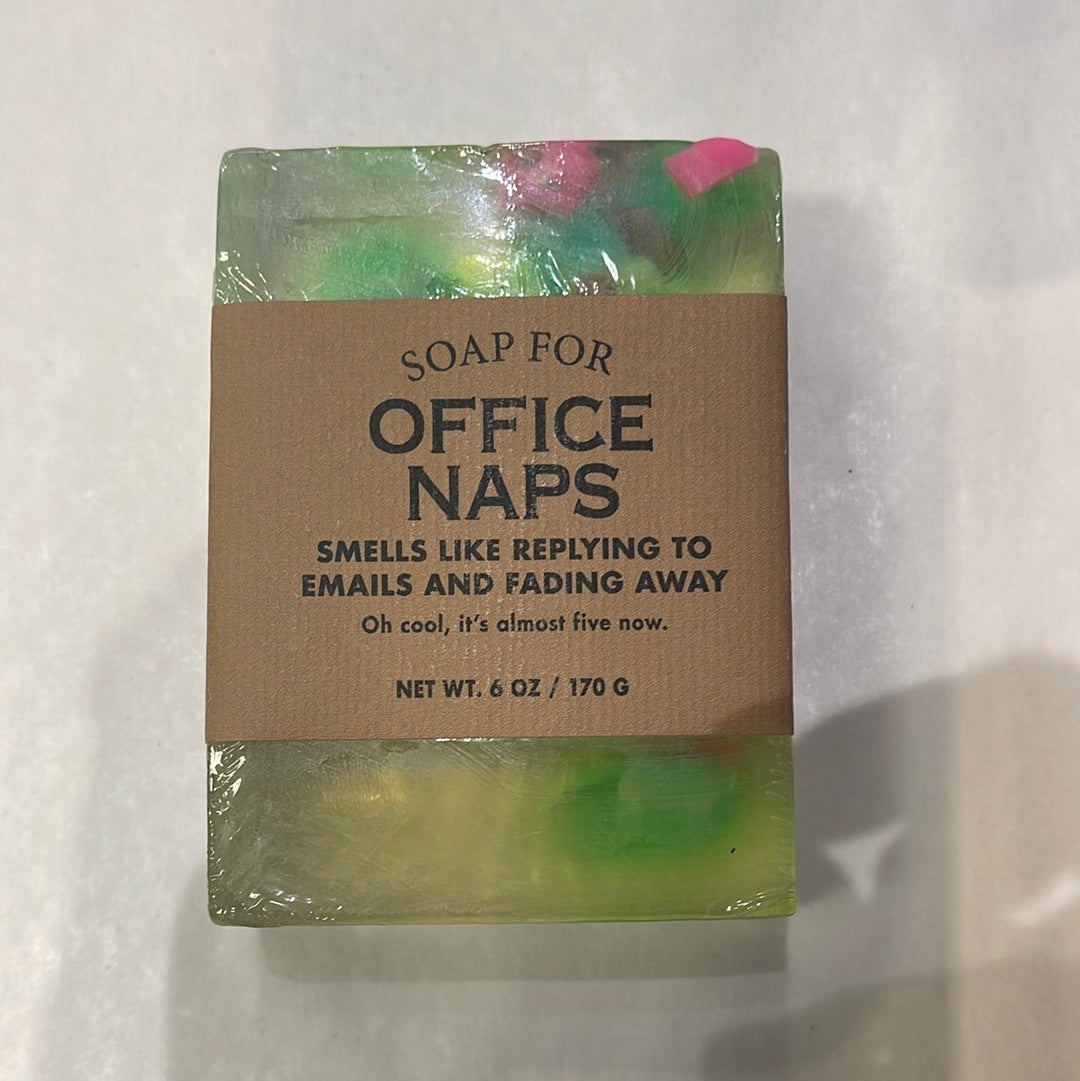 SOAP FOR
OFFICE
NAPS
SMELLS LIKE REPLYING TO
EMAILS AND FADING AWAY
Oh cool, it's almost five now.
NET WT. 6 OZ / 170 G